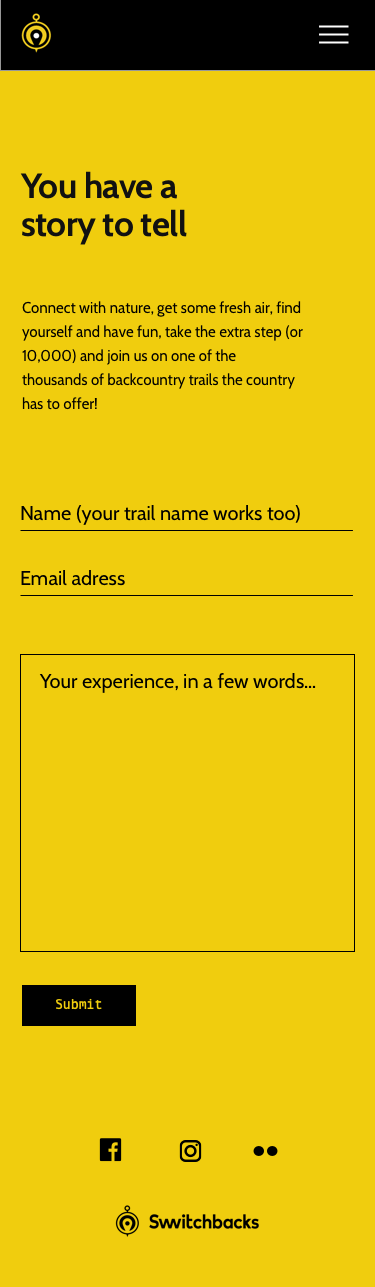 You have a
story to tell
Connect with nature, get some fresh air, find
yourself and have fun, take the extra step (or
10,000) and join us on one of the
thousands of backcountry trails the country
has to offer!
Name (your trail name works too)
Email adress
Your experience, in a few words...
Submit
Switchbacks